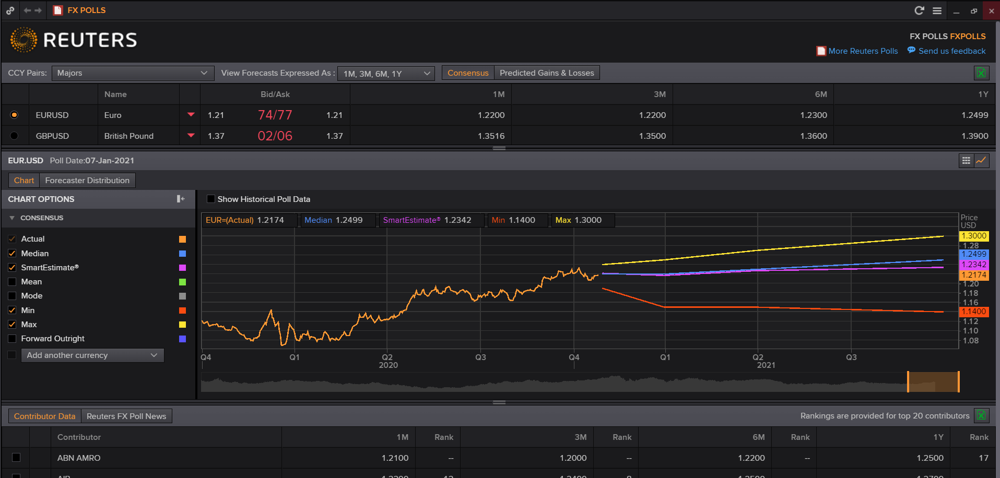 FX POLLS
REUTERS
FX POLLS FXPOLLS
More Reuters Polls Send us feedback
CCY Pairs: Majors View Forecasts Expressed As : 1M, 3M, 6M, 1Y Consensus Predicted Gains & Losses
Name Bid/Ask 1M 3M 6M 1Y
EURUSD Euro 1.21 74/77 1.21 1.2200 1.2200 1.2300 1.2499
GBPUSD British Pound 1.37 02/06 1.37 1.3516 1.3500 1.3600 1.3900
EUR.USD Poll Date:07-Jan-2021
Chart Forecaster Distribution
CHART OPTIONS
Show Historical Poll Data
CONSENSUS
Actual
Median
SmartEstimate®
Mean
Mode
Min
Max
Forward Outright
Add another currency
EUR=(Actual) 1.2174 Median 1.2499 SmartEstimate® 1.2342 Min 1.1400 Max 1.3000
Price
USD
1.3000
1.28
1.2499
1.2342
1.2174
1.20
1.18
1.16
1.1400
1.12
1.10
1.08
Q4 Q1 Q2 Q3 Q4 Q1 Q2 Q3
2020 2021
Contributor Data Reuters FX Poll News Rankings are provided for top 20 contributors
Contributor 1M Rank 3M Rank 6M Rank 1Y Rank
ABN AMRO 1.2100 -- 1.2000 -- 1.2200 -- 1.2500 17